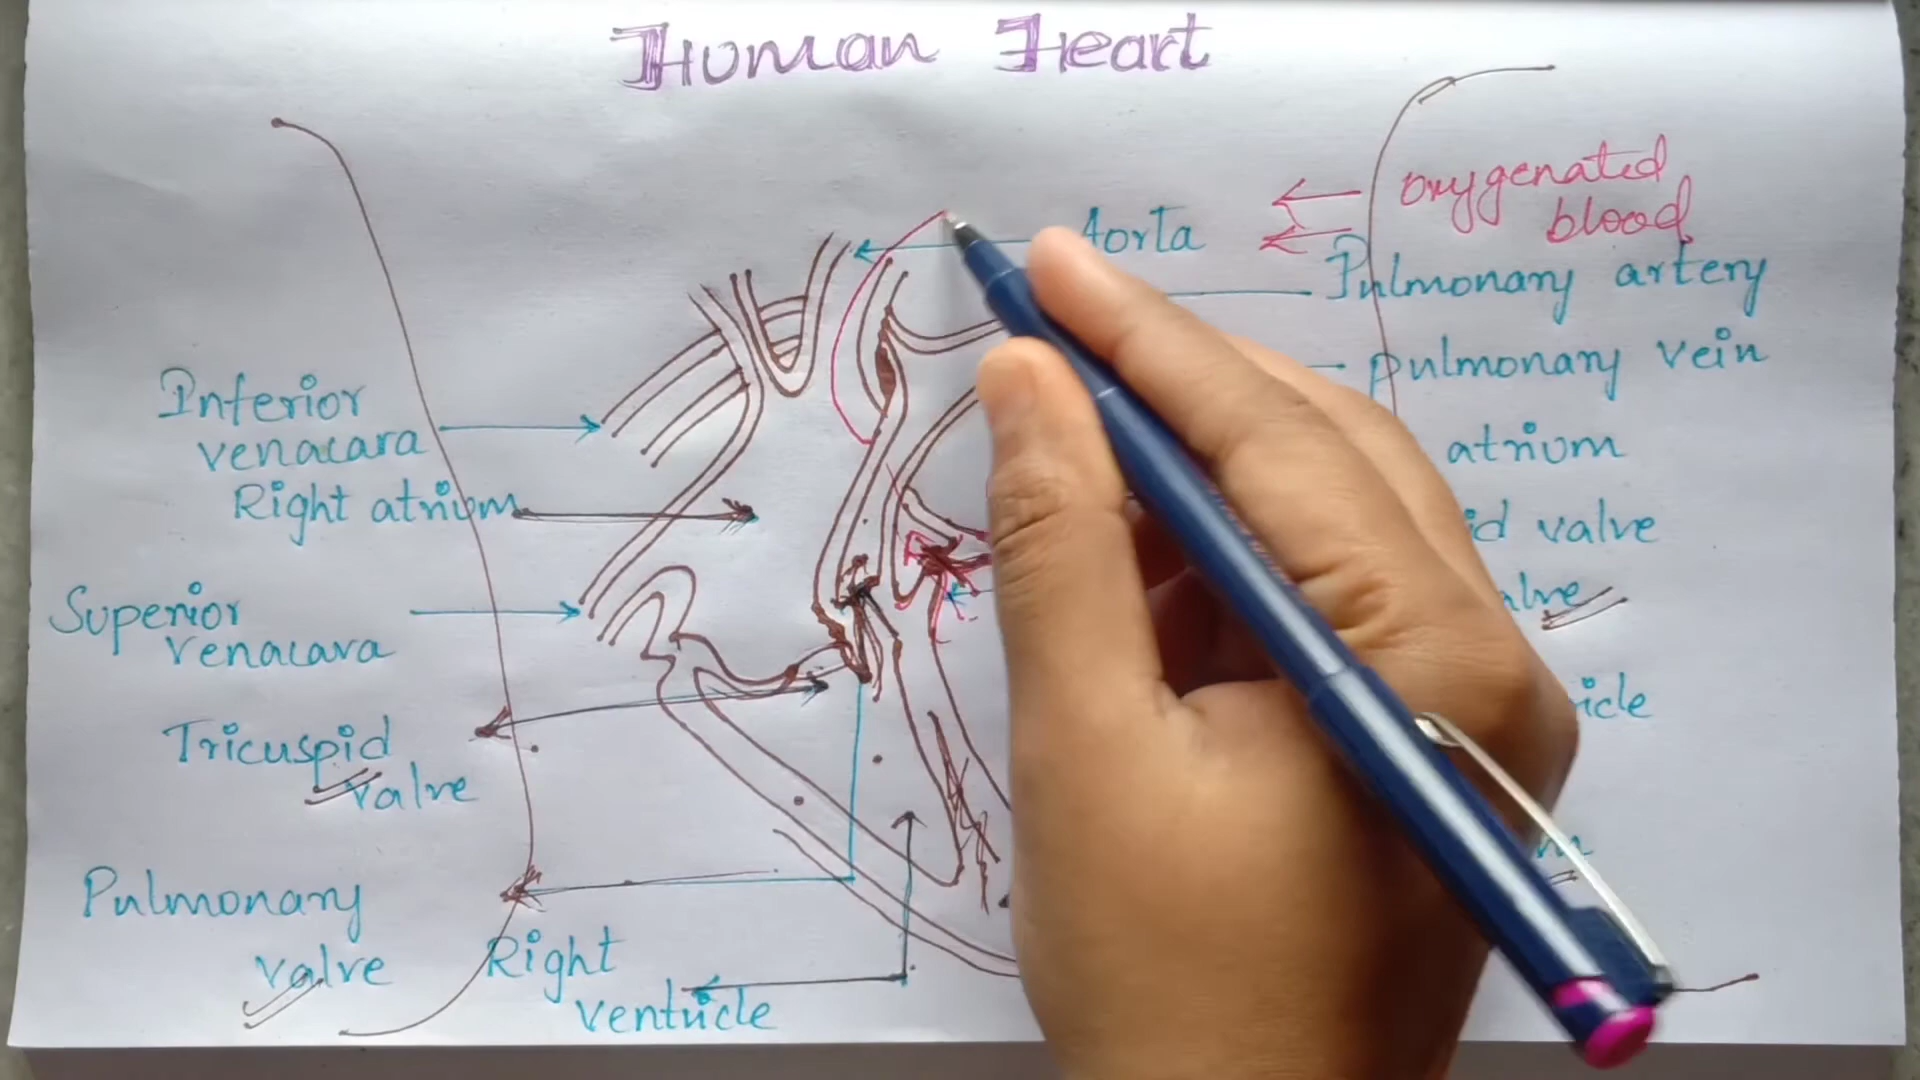 Human Heart
oxygenated
blood
Aorta
Pulmonary artery
pulmonary vein
Inferior
venacara
Right atrium
atrium
valve
Superior
venacava
Tricuspid
valve
Pulmonary
valve
Right
ventricle